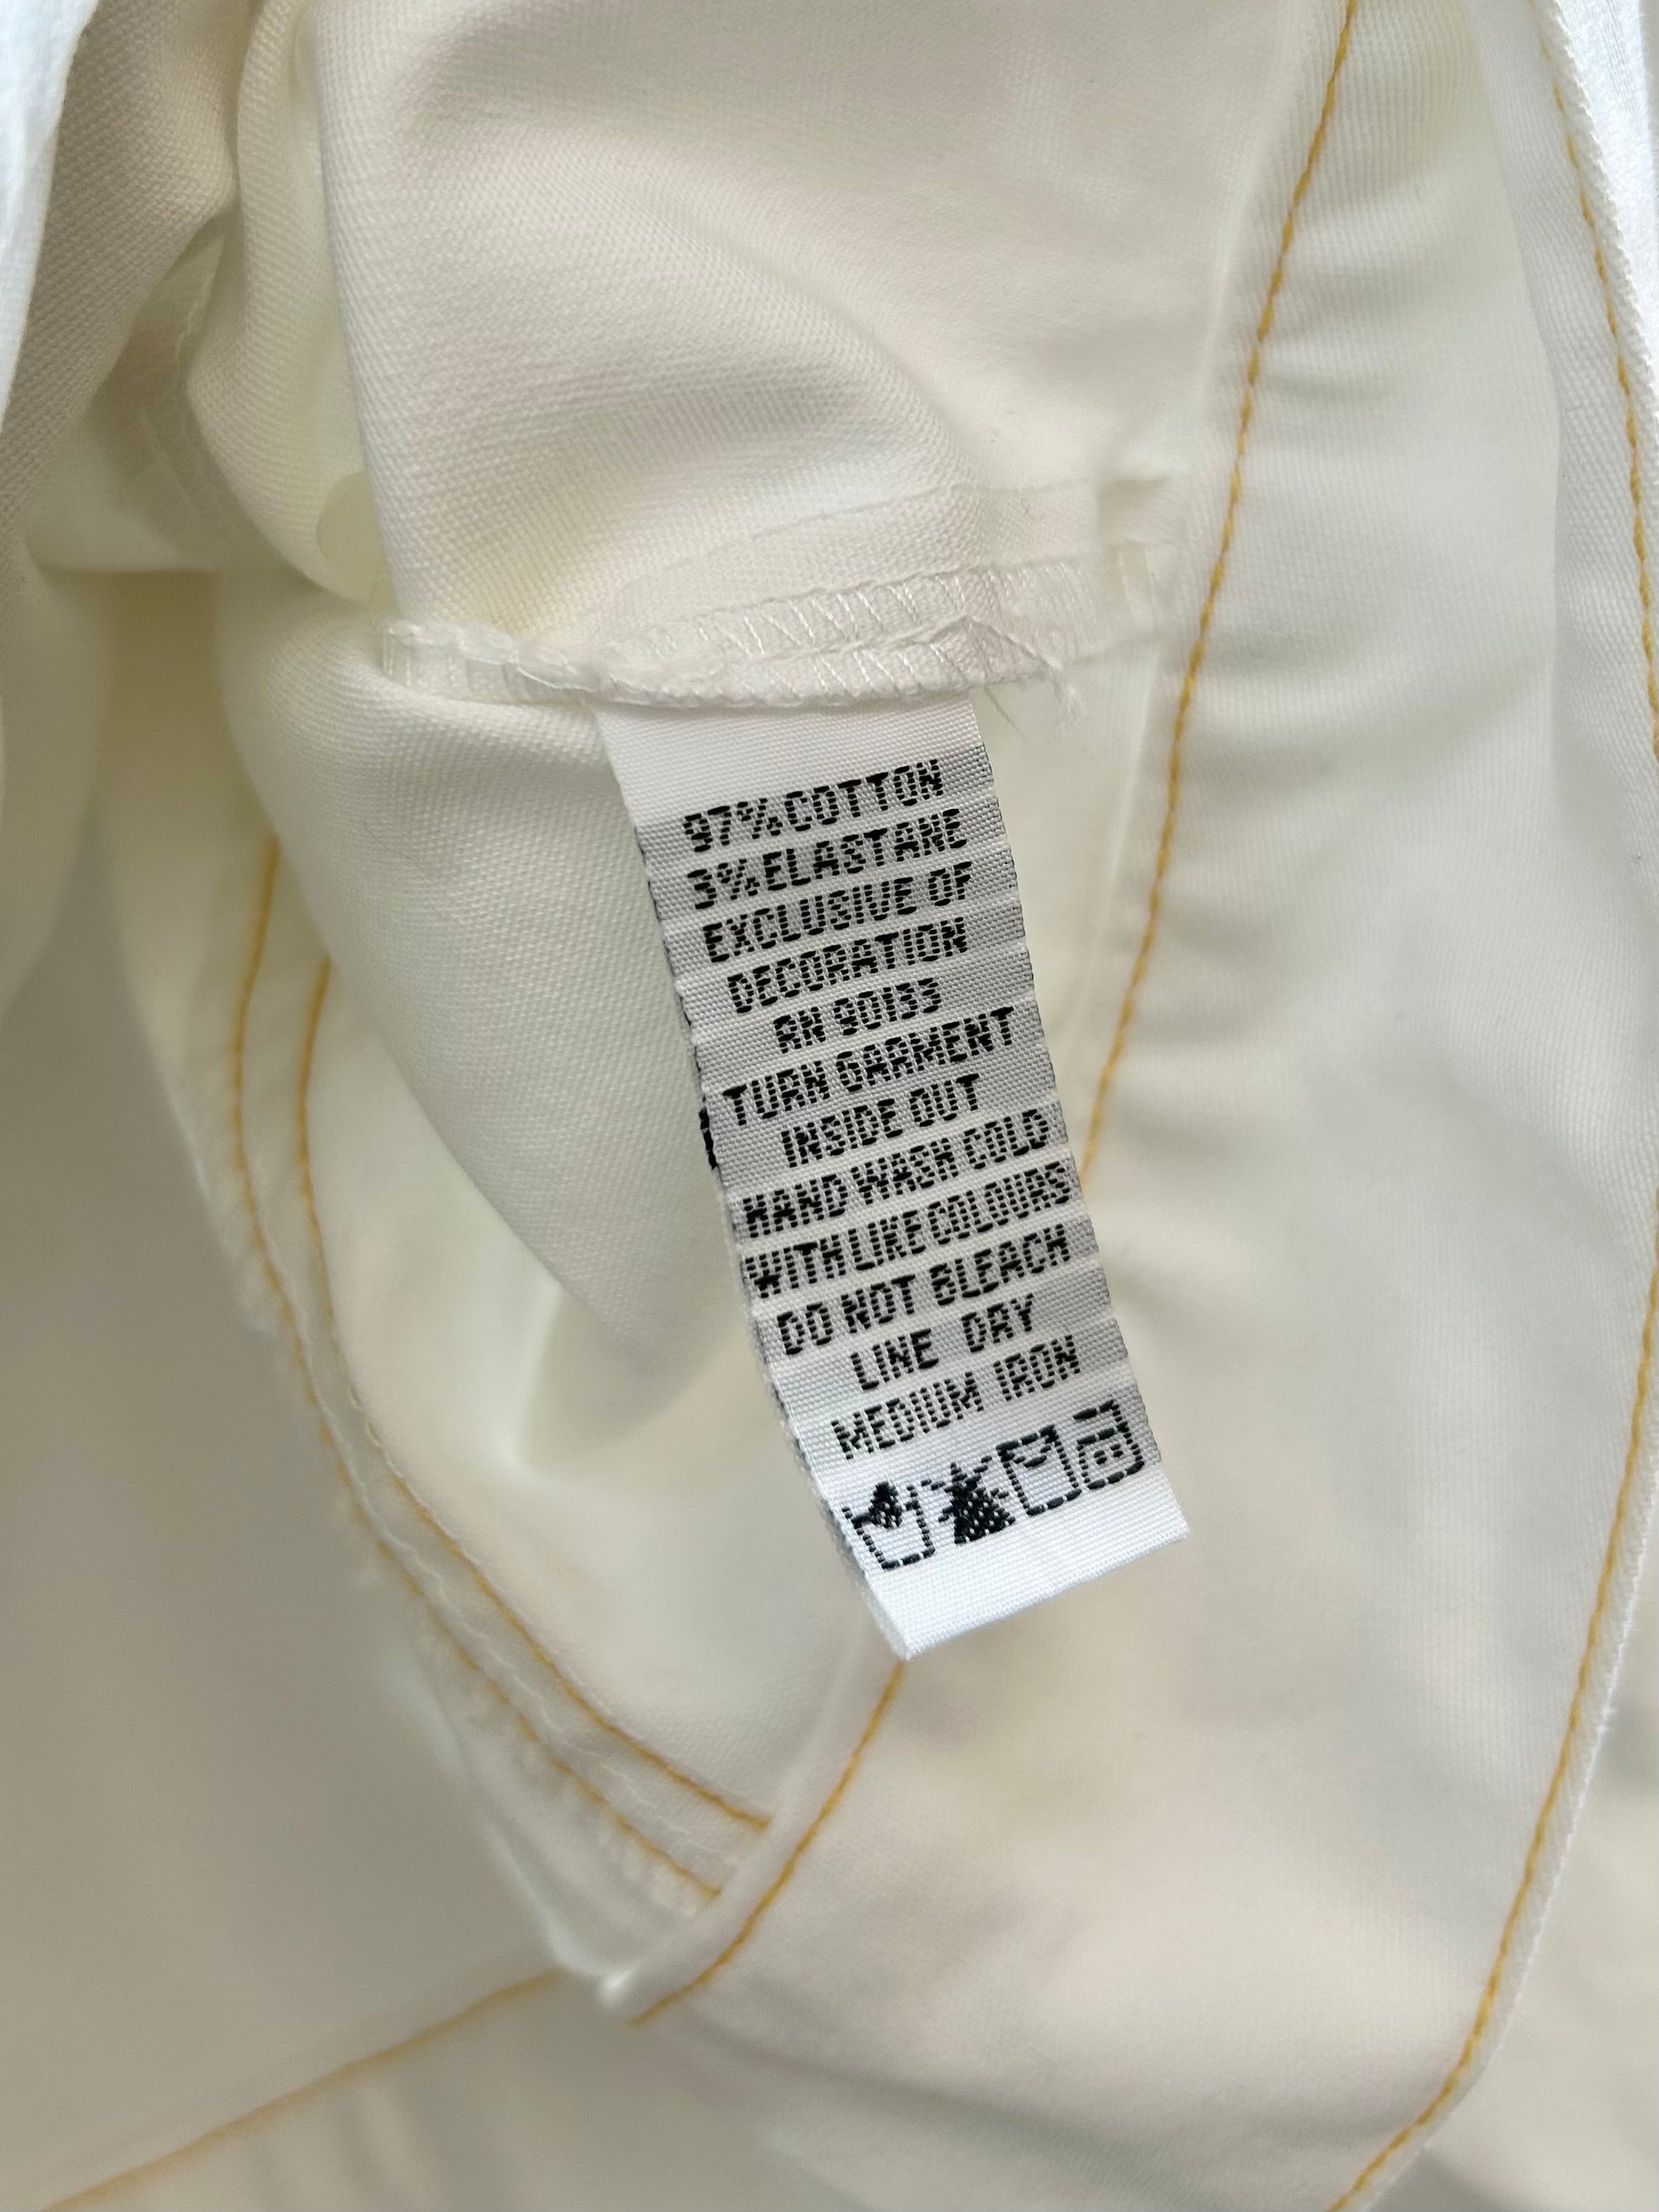 97% COTTON
3% ELASTANE
EXCLUSIVE OF
DECORATION
RN 90133
TURN GARMENT
INSIDE OUT
HAND WASH COLD
WITH LIKE COLOURS
DO NOT BLEACH
LINE DRY
MEDIUM IRON